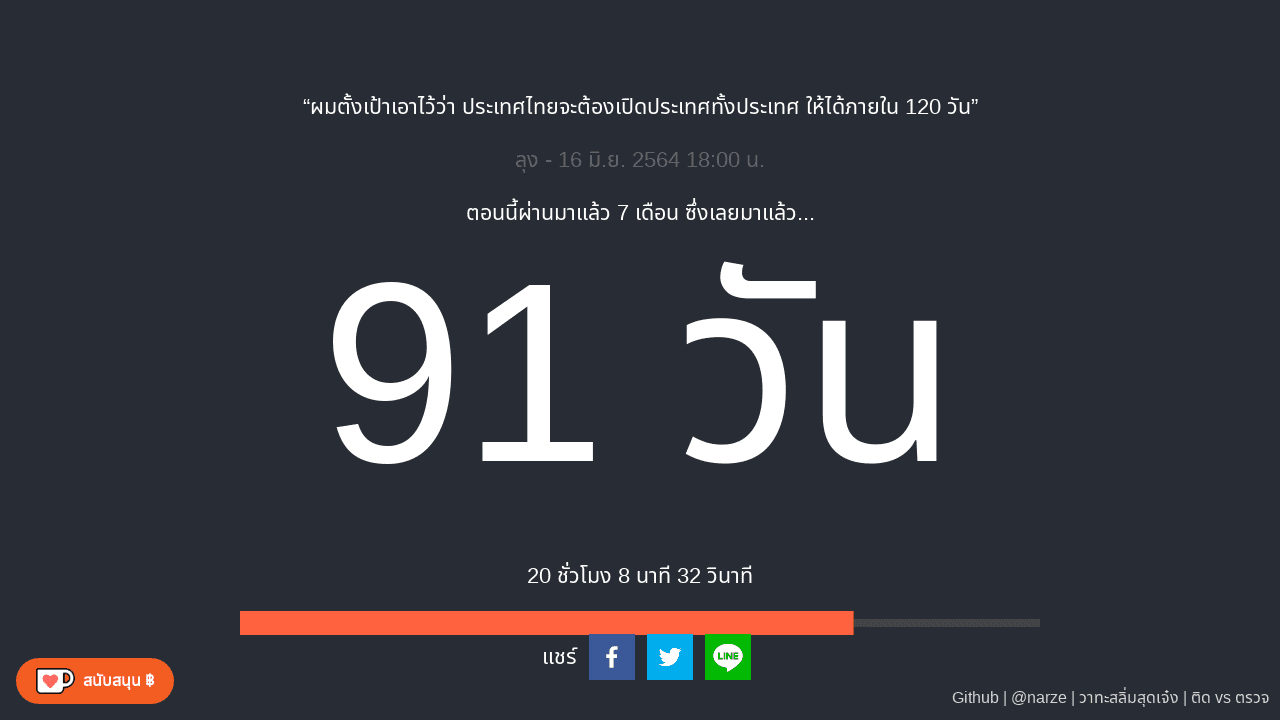 “ผมตั้งเป้าเอาไว้ว่า ประเทศไทยจะต้องเปิดประเทศทั้งประเทศ ให้ได้ภายใน 120 วัน”
ลุง - 16 มิ.ย. 2564 18:00 น.
ตอนนี้ผ่านมาแล้ว 7 เดือน ซึ่งเลยมาแล้ว...
91 วัน
20 ชั่วโมง 8 นาที 32 วินาที
แชร์
LINE
สนับสนุน ฿
Github | @narze | วาทะสลิ่มสุดเจ๋ง | ติด vs ตรวจ